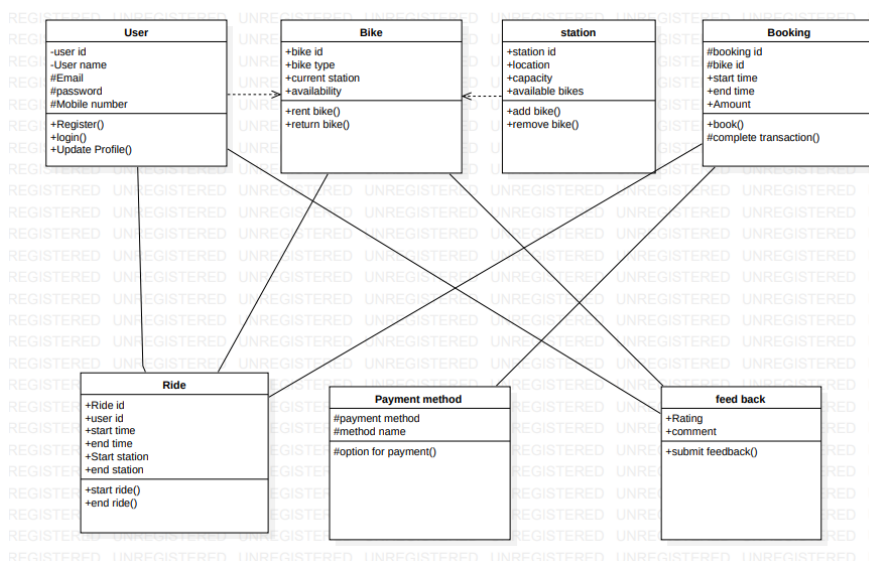 User
-user id
-User name
#Email
#password
#Mobile number
+Register()
+login()
+Update Profile()
Bike
+bike id
+bike type
+current station
+availability
+rent bike()
+return bike()
station
+station id
+location
+capacity
+available bikes
+add bike()
+remove bike()
Booking
#booking id
#bike id
+start time
+end time
+Amount
+book()
#complete transaction()
Ride
+Ride id
+user id
+start time
+end time
+Start station
+end station
+start ride()
+end ride()
Payment method
#payment method
#method name
#option for payment()
feed back
+Rating
+comment
+submit feedback()
UNREGISTERED